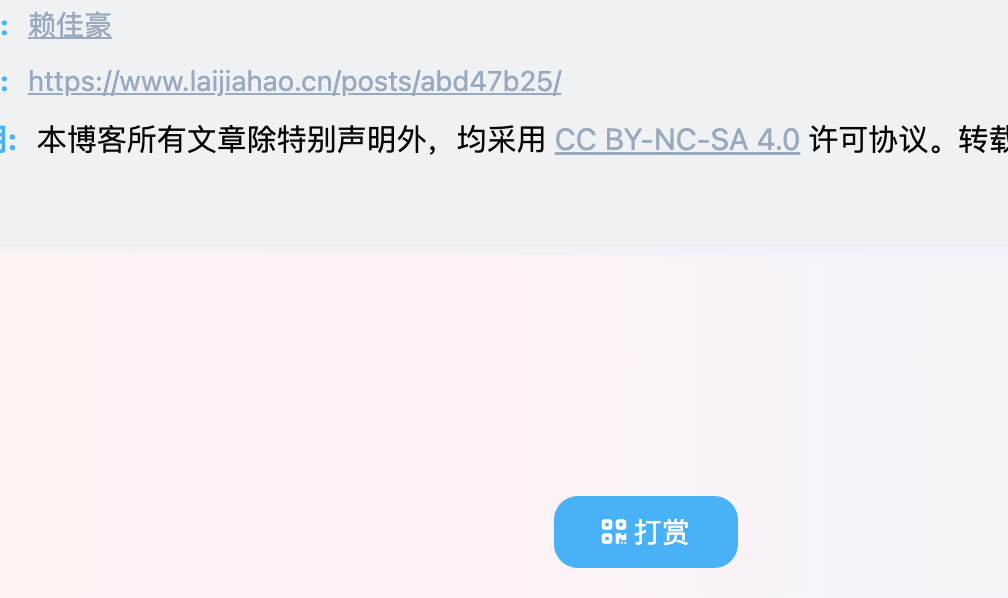 : 赖佳豪
: https://www.laijiahao.cn/posts/abd47b25/
: 本博客所有文章除特别声明外，均采用 CC BY-NC-SA 4.0 许可协议。转载
打赏